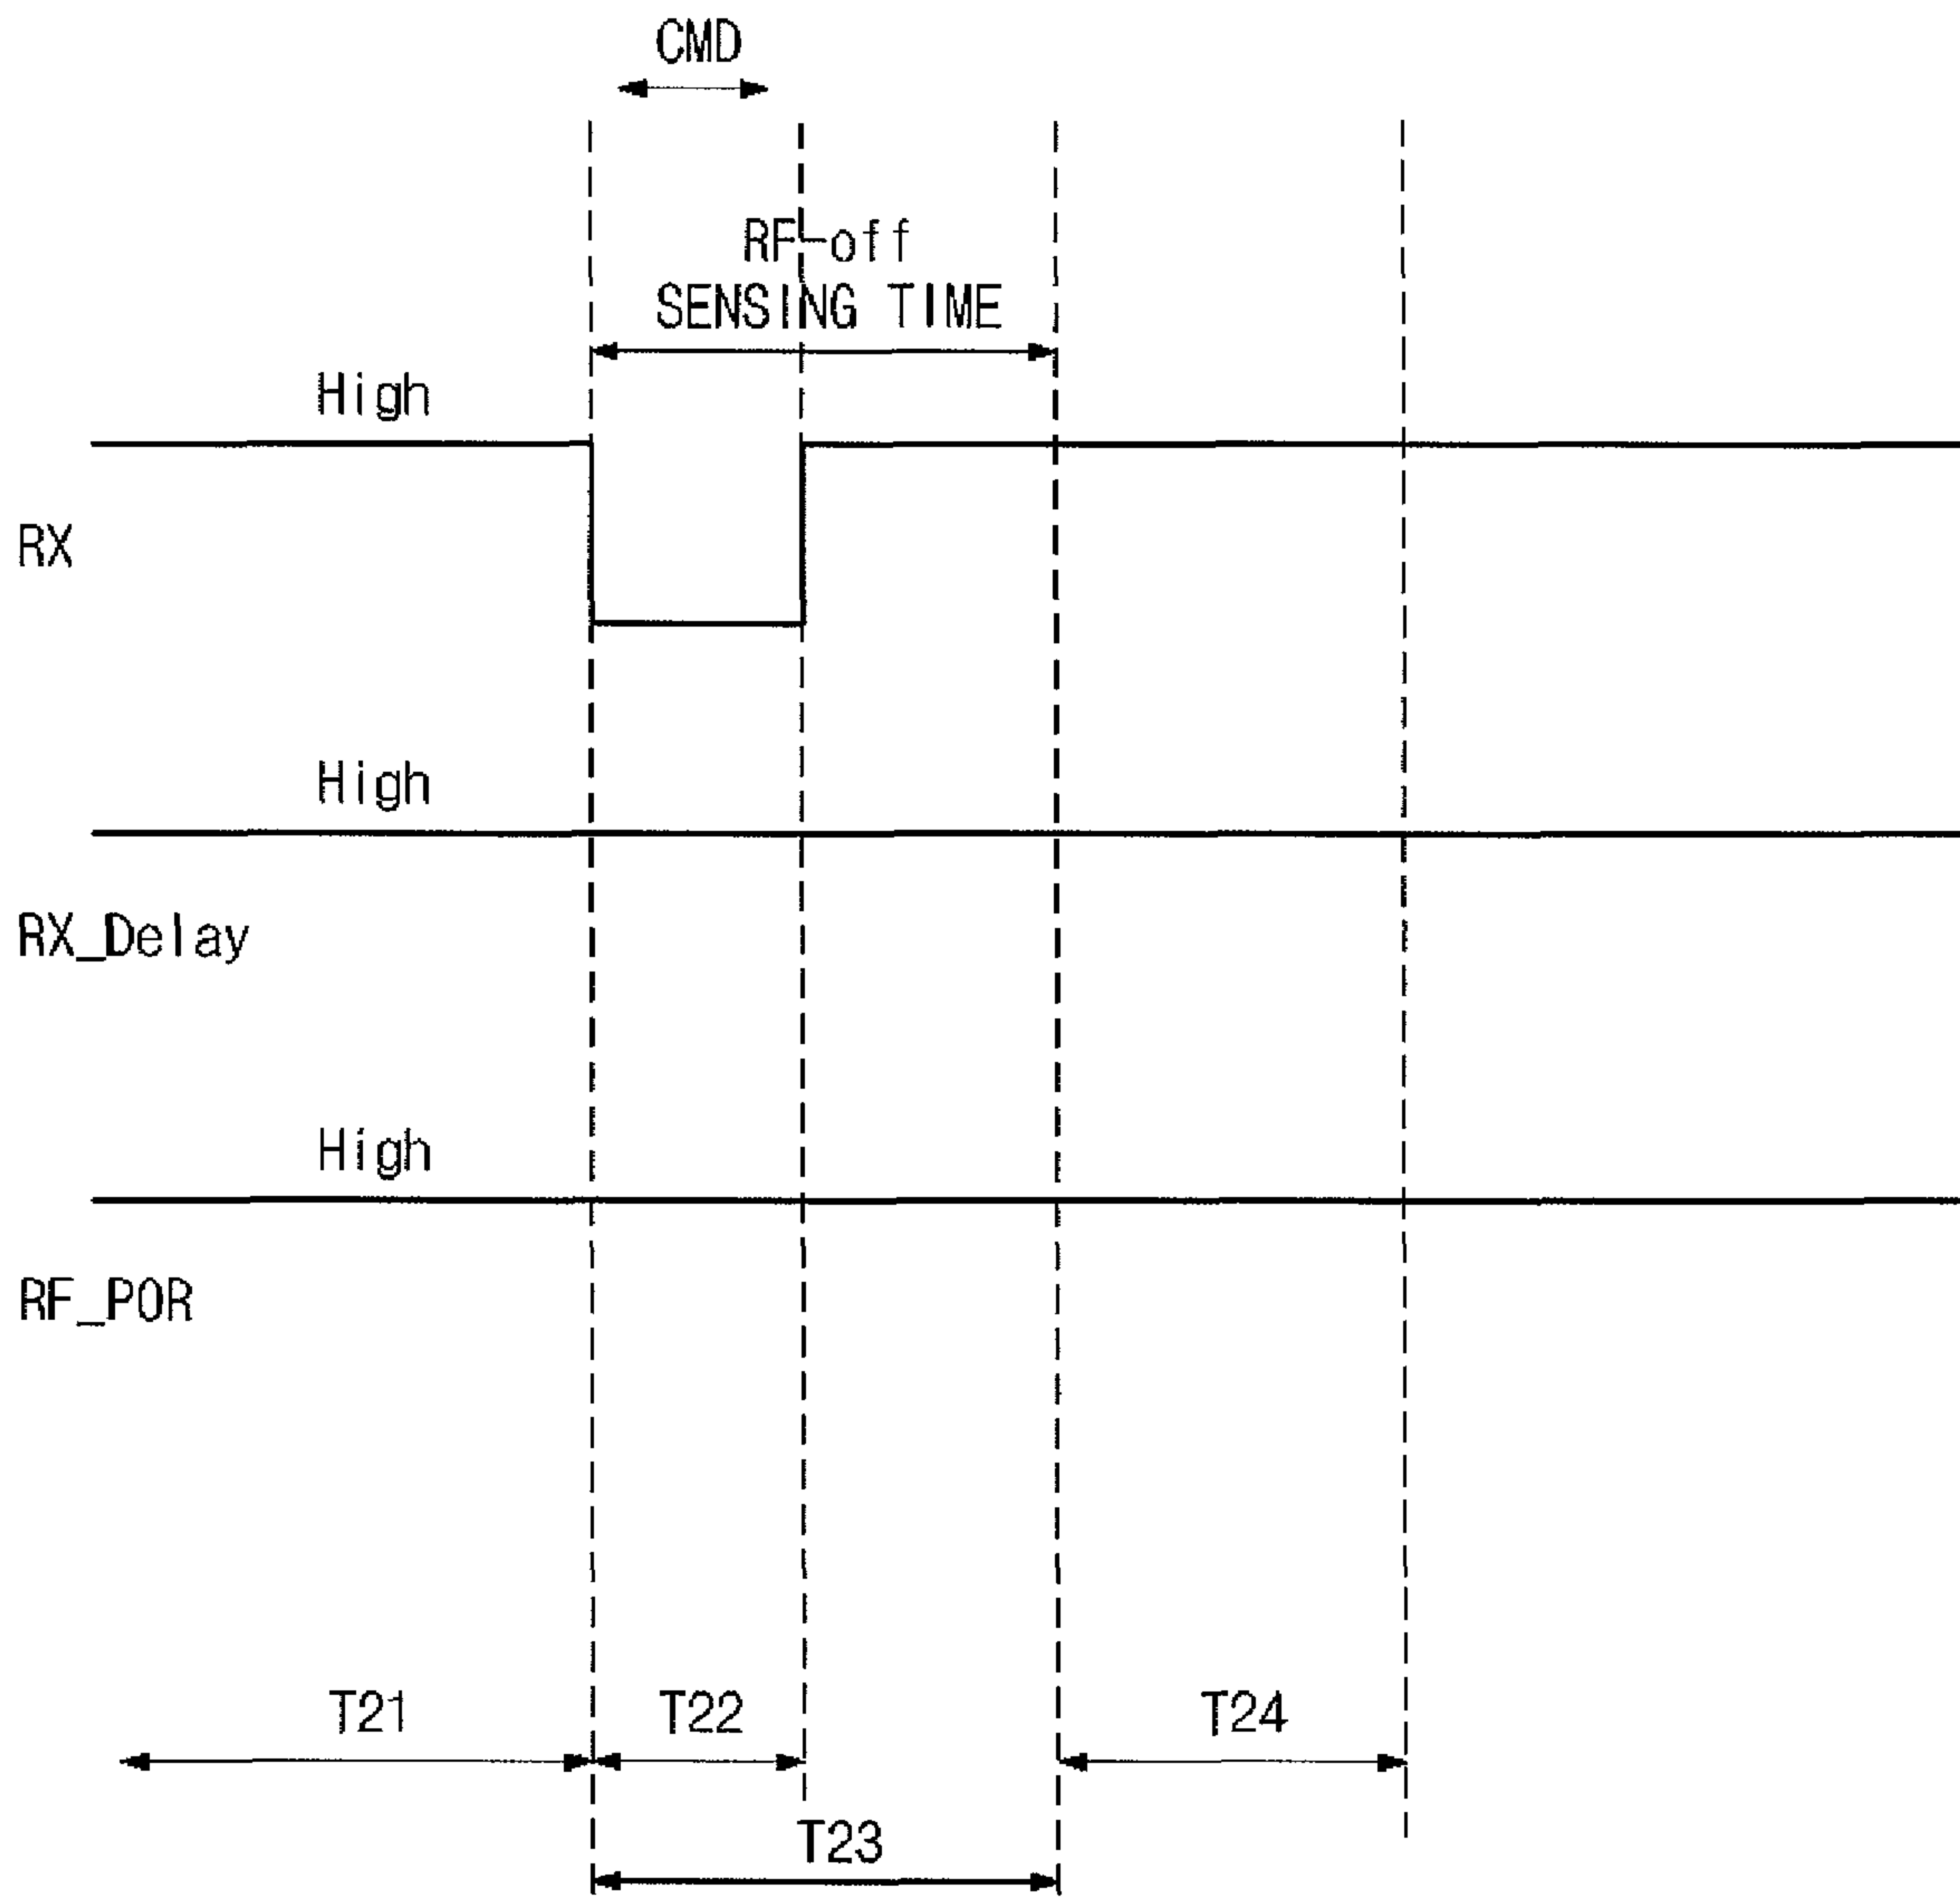 CMD
RF-off
SENSING TIME
High
RX
High
RX_Delay
High
RF_POR
T21
T22
T24
T23